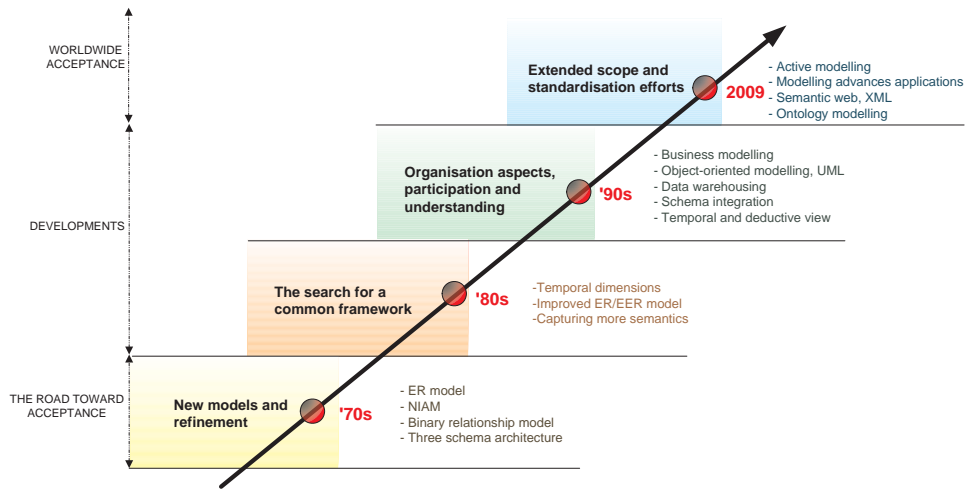 WORLDWIDE
ACCEPTANCE
Extended scope and
standardisation efforts
2009
- Active modelling
- Modelling advances applications
- Semantic web, XML
- Ontology modelling
DEVELOPMENTS
Organisation aspects,
participation and
understanding
'90s
- Business modelling
- Object-oriented modelling, UML
- Data warehousing
- Schema integration
- Temporal and deductive view
The search for a
common framework
'80s
-Temporal dimensions
-Improved ER/EER model
-Capturing more semantics
THE ROAD TOWARD
ACCEPTANCE
New models and
refinement
'70s
- ER model
- NIAM
- Binary relationship model
- Three schema architecture